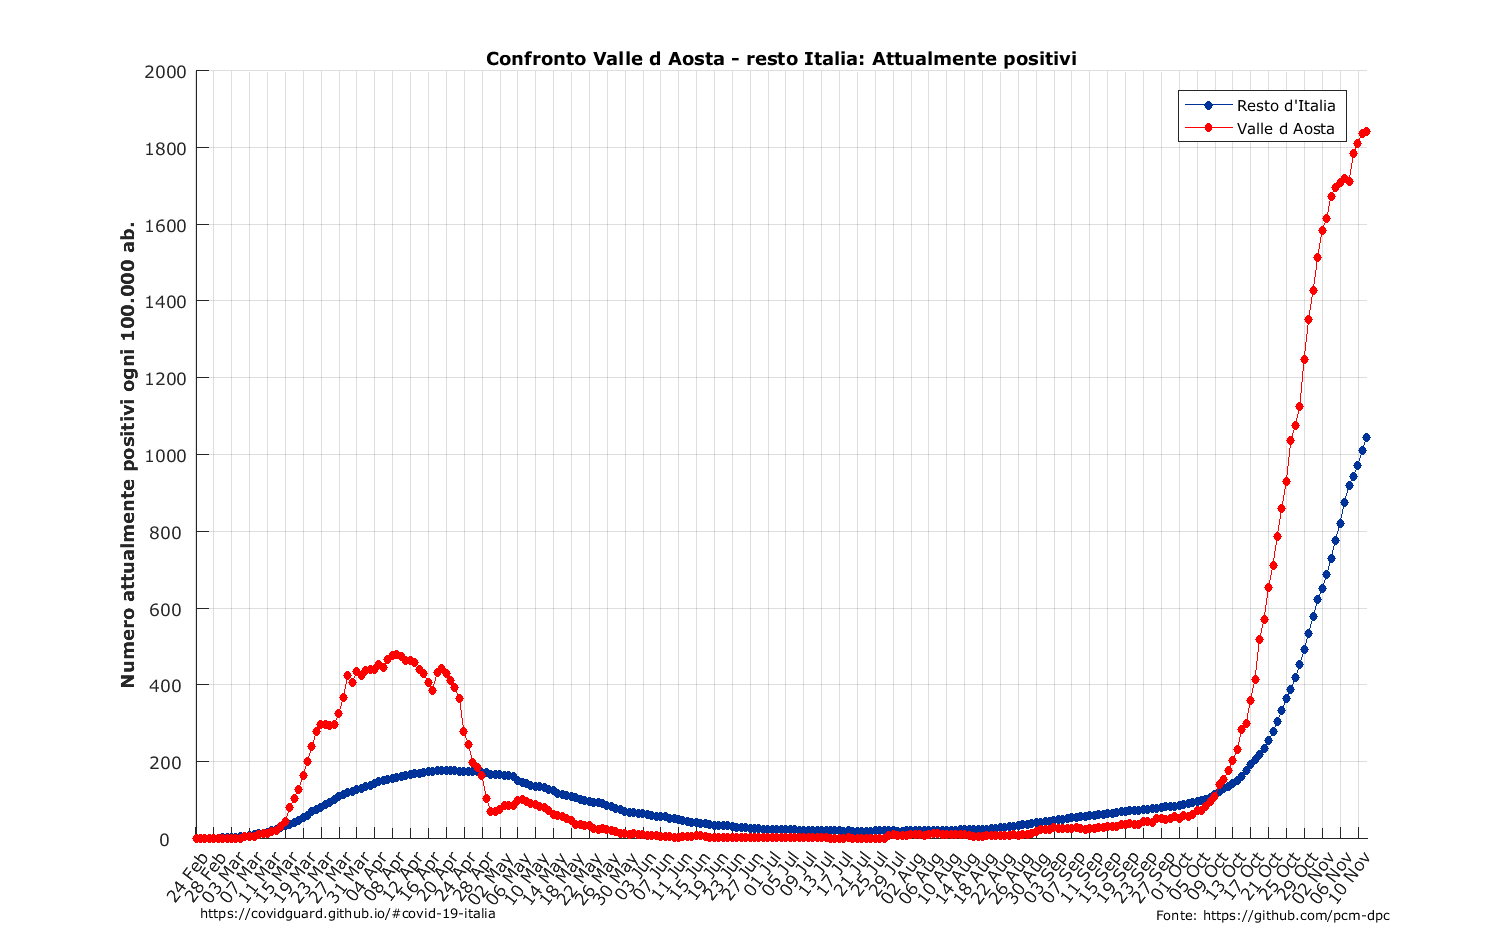 Confronto Valle d Aosta - resto Italia: Attualmente positivi
Resto d'Italia
Valle d Aosta
Numero attualmente positivi ogni 100.000 ab.
2000
1800
1600
1400
1200
1000
800
600
400
200
0
24 Feb
28 Feb
03 Mar
07 Mar
11 Mar
15 Mar
19 Mar
23 Mar
27 Mar
31 Mar
04 Apr
08 Apr
12 Apr
16 Apr
20 Apr
24 Apr
28 Apr
02 May
06 May
10 May
14 May
18 May
22 May
26 May
30 May
03 Jun
07 Jun
11 Jun
15 Jun
19 Jun
23 Jun
27 Jun
01 Jul
05 Jul
09 Jul
13 Jul
17 Jul
21 Jul
25 Jul
29 Jul
02 Aug
06 Aug
10 Aug
14 Aug
18 Aug
22 Aug
26 Aug
30 Aug
03 Sep
07 Sep
11 Sep
15 Sep
19 Sep
23 Sep
27 Sep
01 Oct
05 Oct
09 Oct
13 Oct
17 Oct
21 Oct
25 Oct
29 Oct
02 Nov
06 Nov
10 Nov
https://covidguard.github.io/#covid-19-italia
Fonte: https://github.com/pcm-dpc